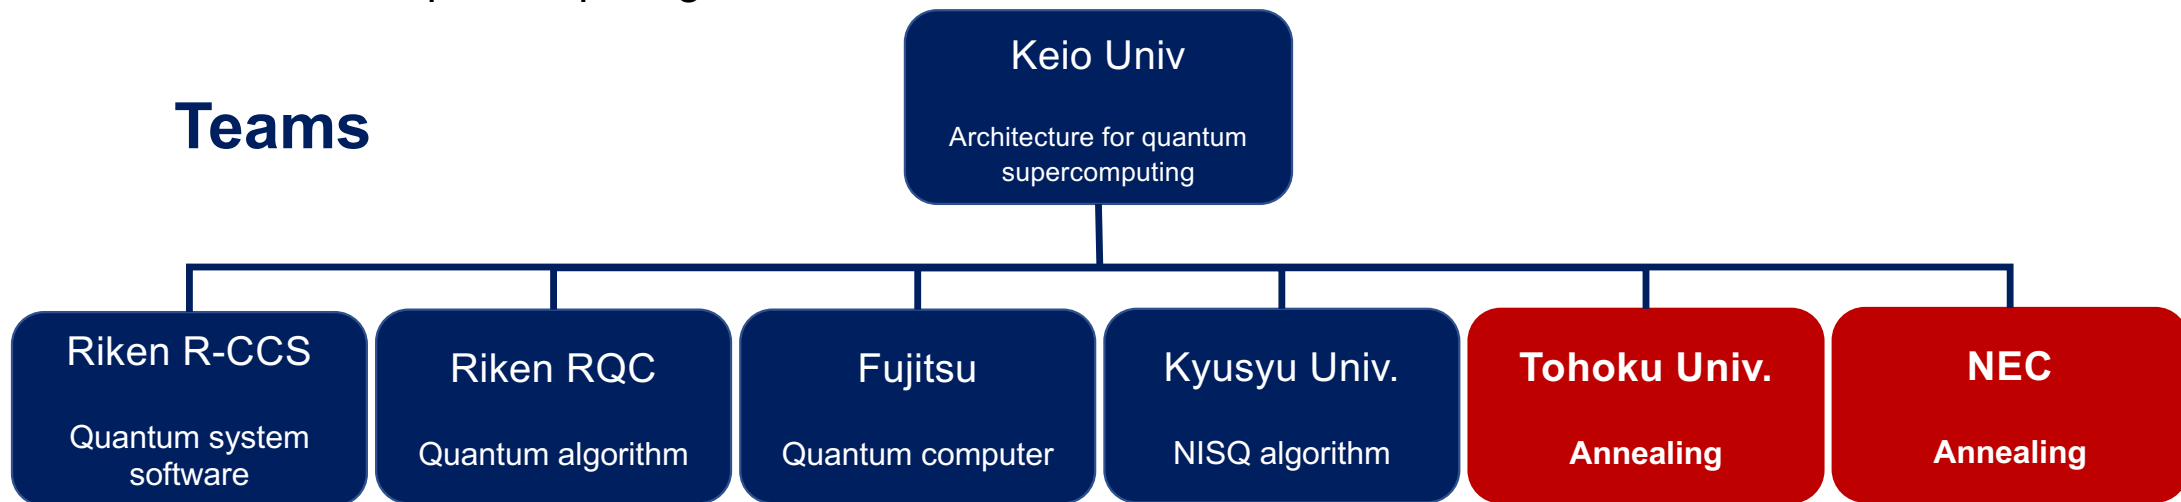 Keio Univ
Architecture for quantum
supercomputing
Teams
Riken R-CCS
Quantum system
software
Riken RQC
Quantum algorithm
Fujitsu
Quantum computer
Kyusyu Univ.
NISQ algorithm
Tohoku Univ.
Annealing
NEC
Annealing